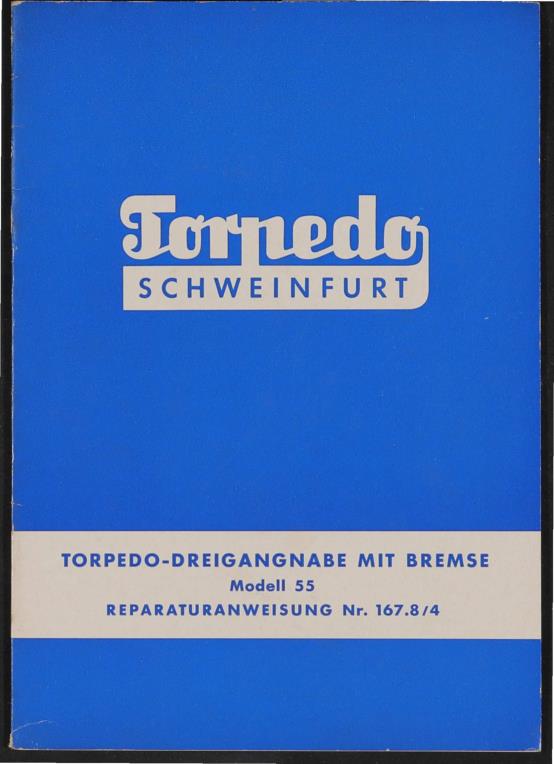 Torpedo
SCHWEINFURT
TORPEDO-DREIGANGNABE MIT BREMSE
Modell 55
REPARATURANWEISUNG Nr. 167.8/4